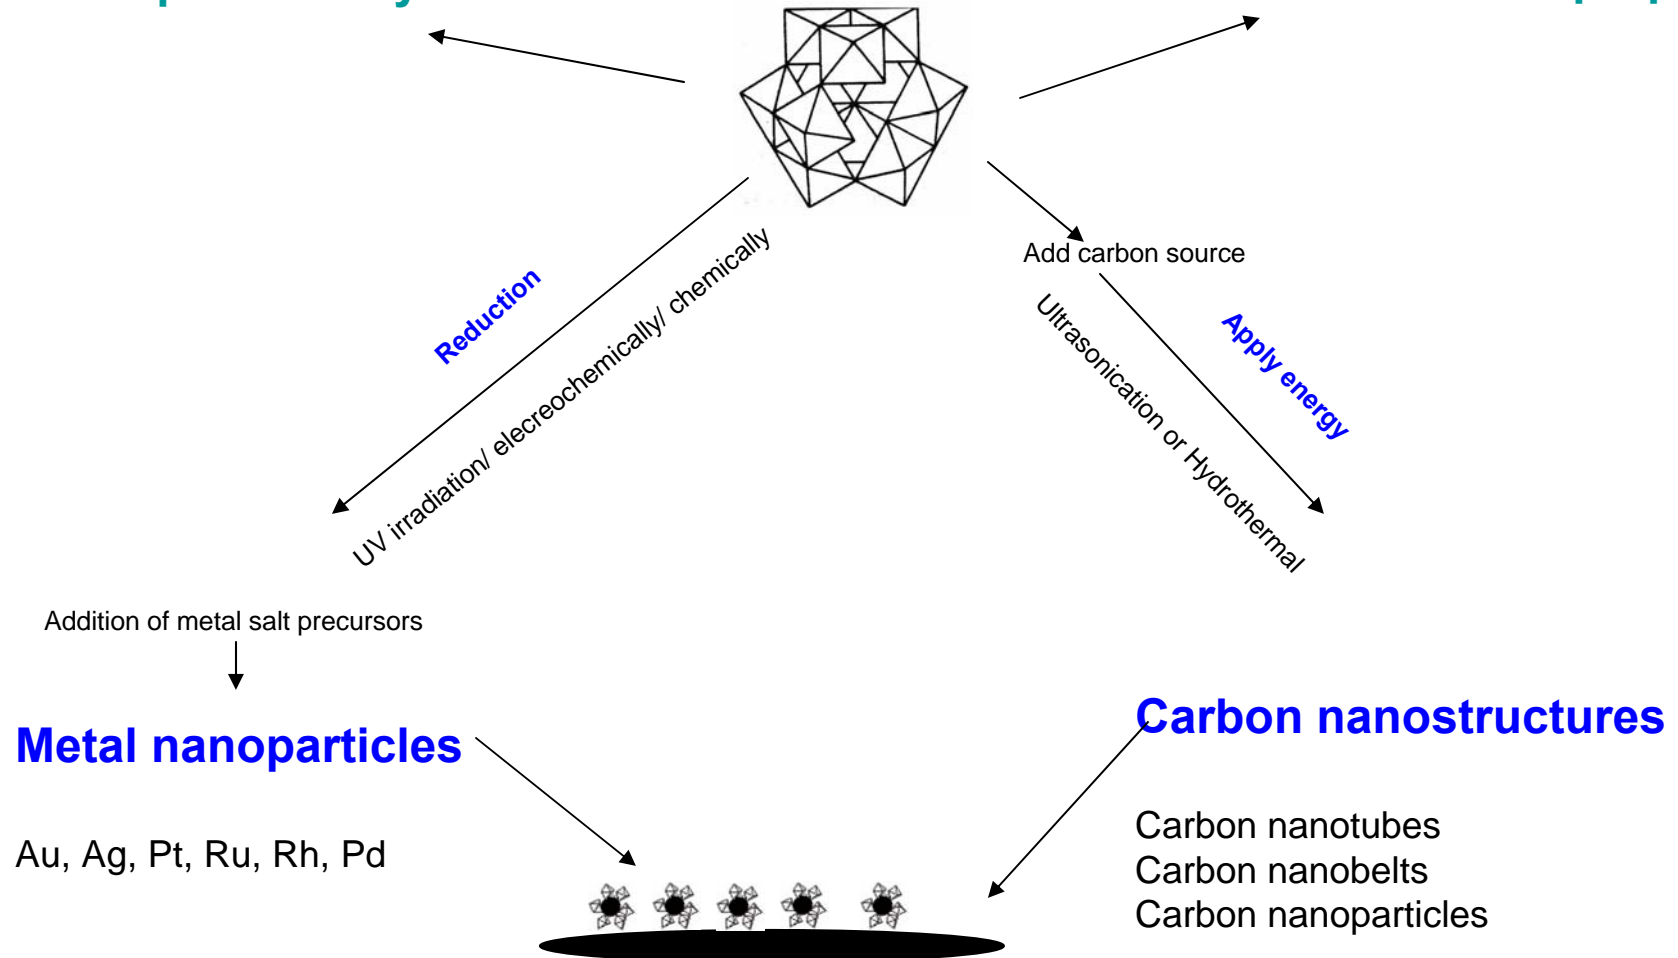 Add carbon source
Reduction
UV irradiation/ elecreochemically/ chemically
Apply energy
Ultrasonication or Hydrothermal
Addition of metal salt precursors
Metal nanoparticles
Au, Ag, Pt, Ru, Rh, Pd
Carbon nanostructures
Carbon nanotubes
Carbon nanobelts
Carbon nanoparticles